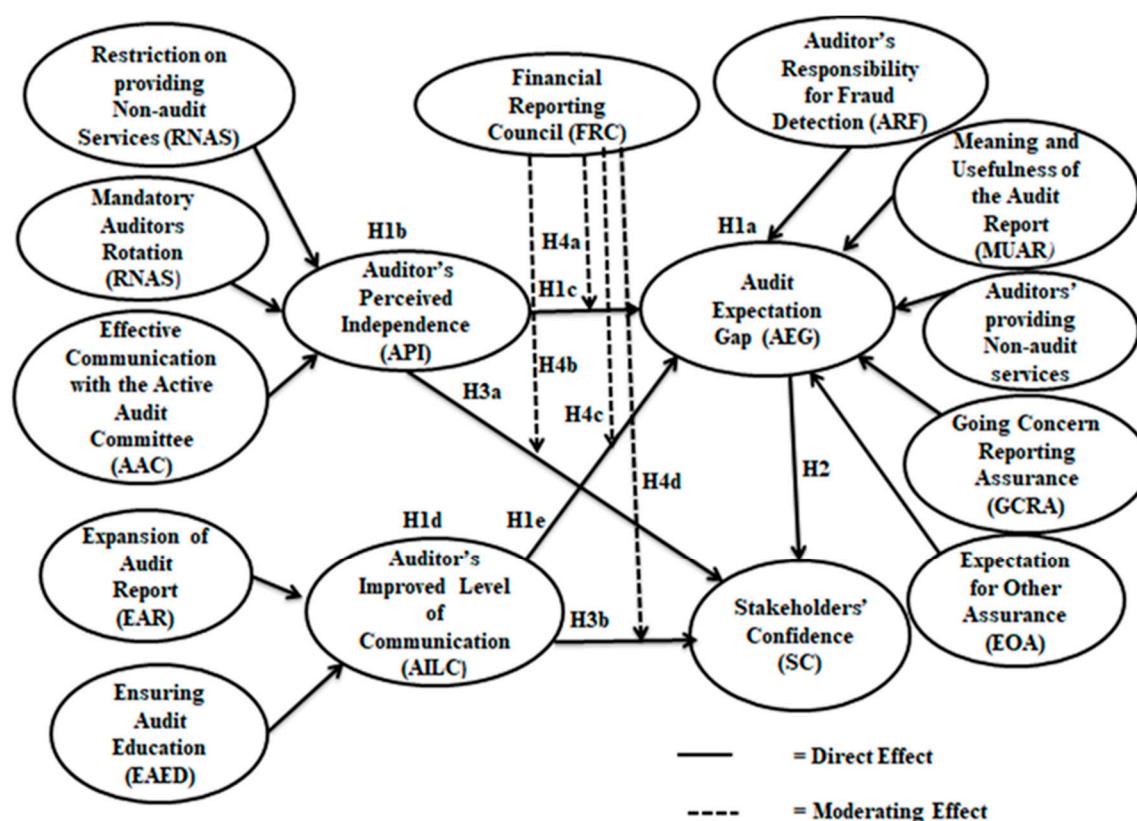 Restriction on
providing
Non-audit
Services (RNAS)
Mandatory
Auditors
Rotation
(RNAS)
Effective
Communication
with the Active
Audit
Committee
(AAC)
Expansion of
Audit
Report
(EAR)
Ensuring
Audit
Education
(EAED)
Financial
Reporting
Council (FRC)
H1b
Auditor's
Perceived
Independence
(API)
H4a
H1c
H4b
H3a
H4c
H4d
H1d
H1e
Auditor's
Improved Level
of
Communication
(AILC)
H3b
Auditor's
Responsibility
for Fraud
Detection (ARF)
H1a
Audit
Expectation
Gap (AEG)
H2
Stakeholders'
Confidence
(SC)
Meaning and
Usefulness of
the Audit
Report
(MUAR)
Auditors'
providing
Non-audit
services
Going Concern
Reporting
Assurance
(GCRA)
Expectation
for Other
Assurance
(EOA)
= Direct Effect
= Moderating Effect